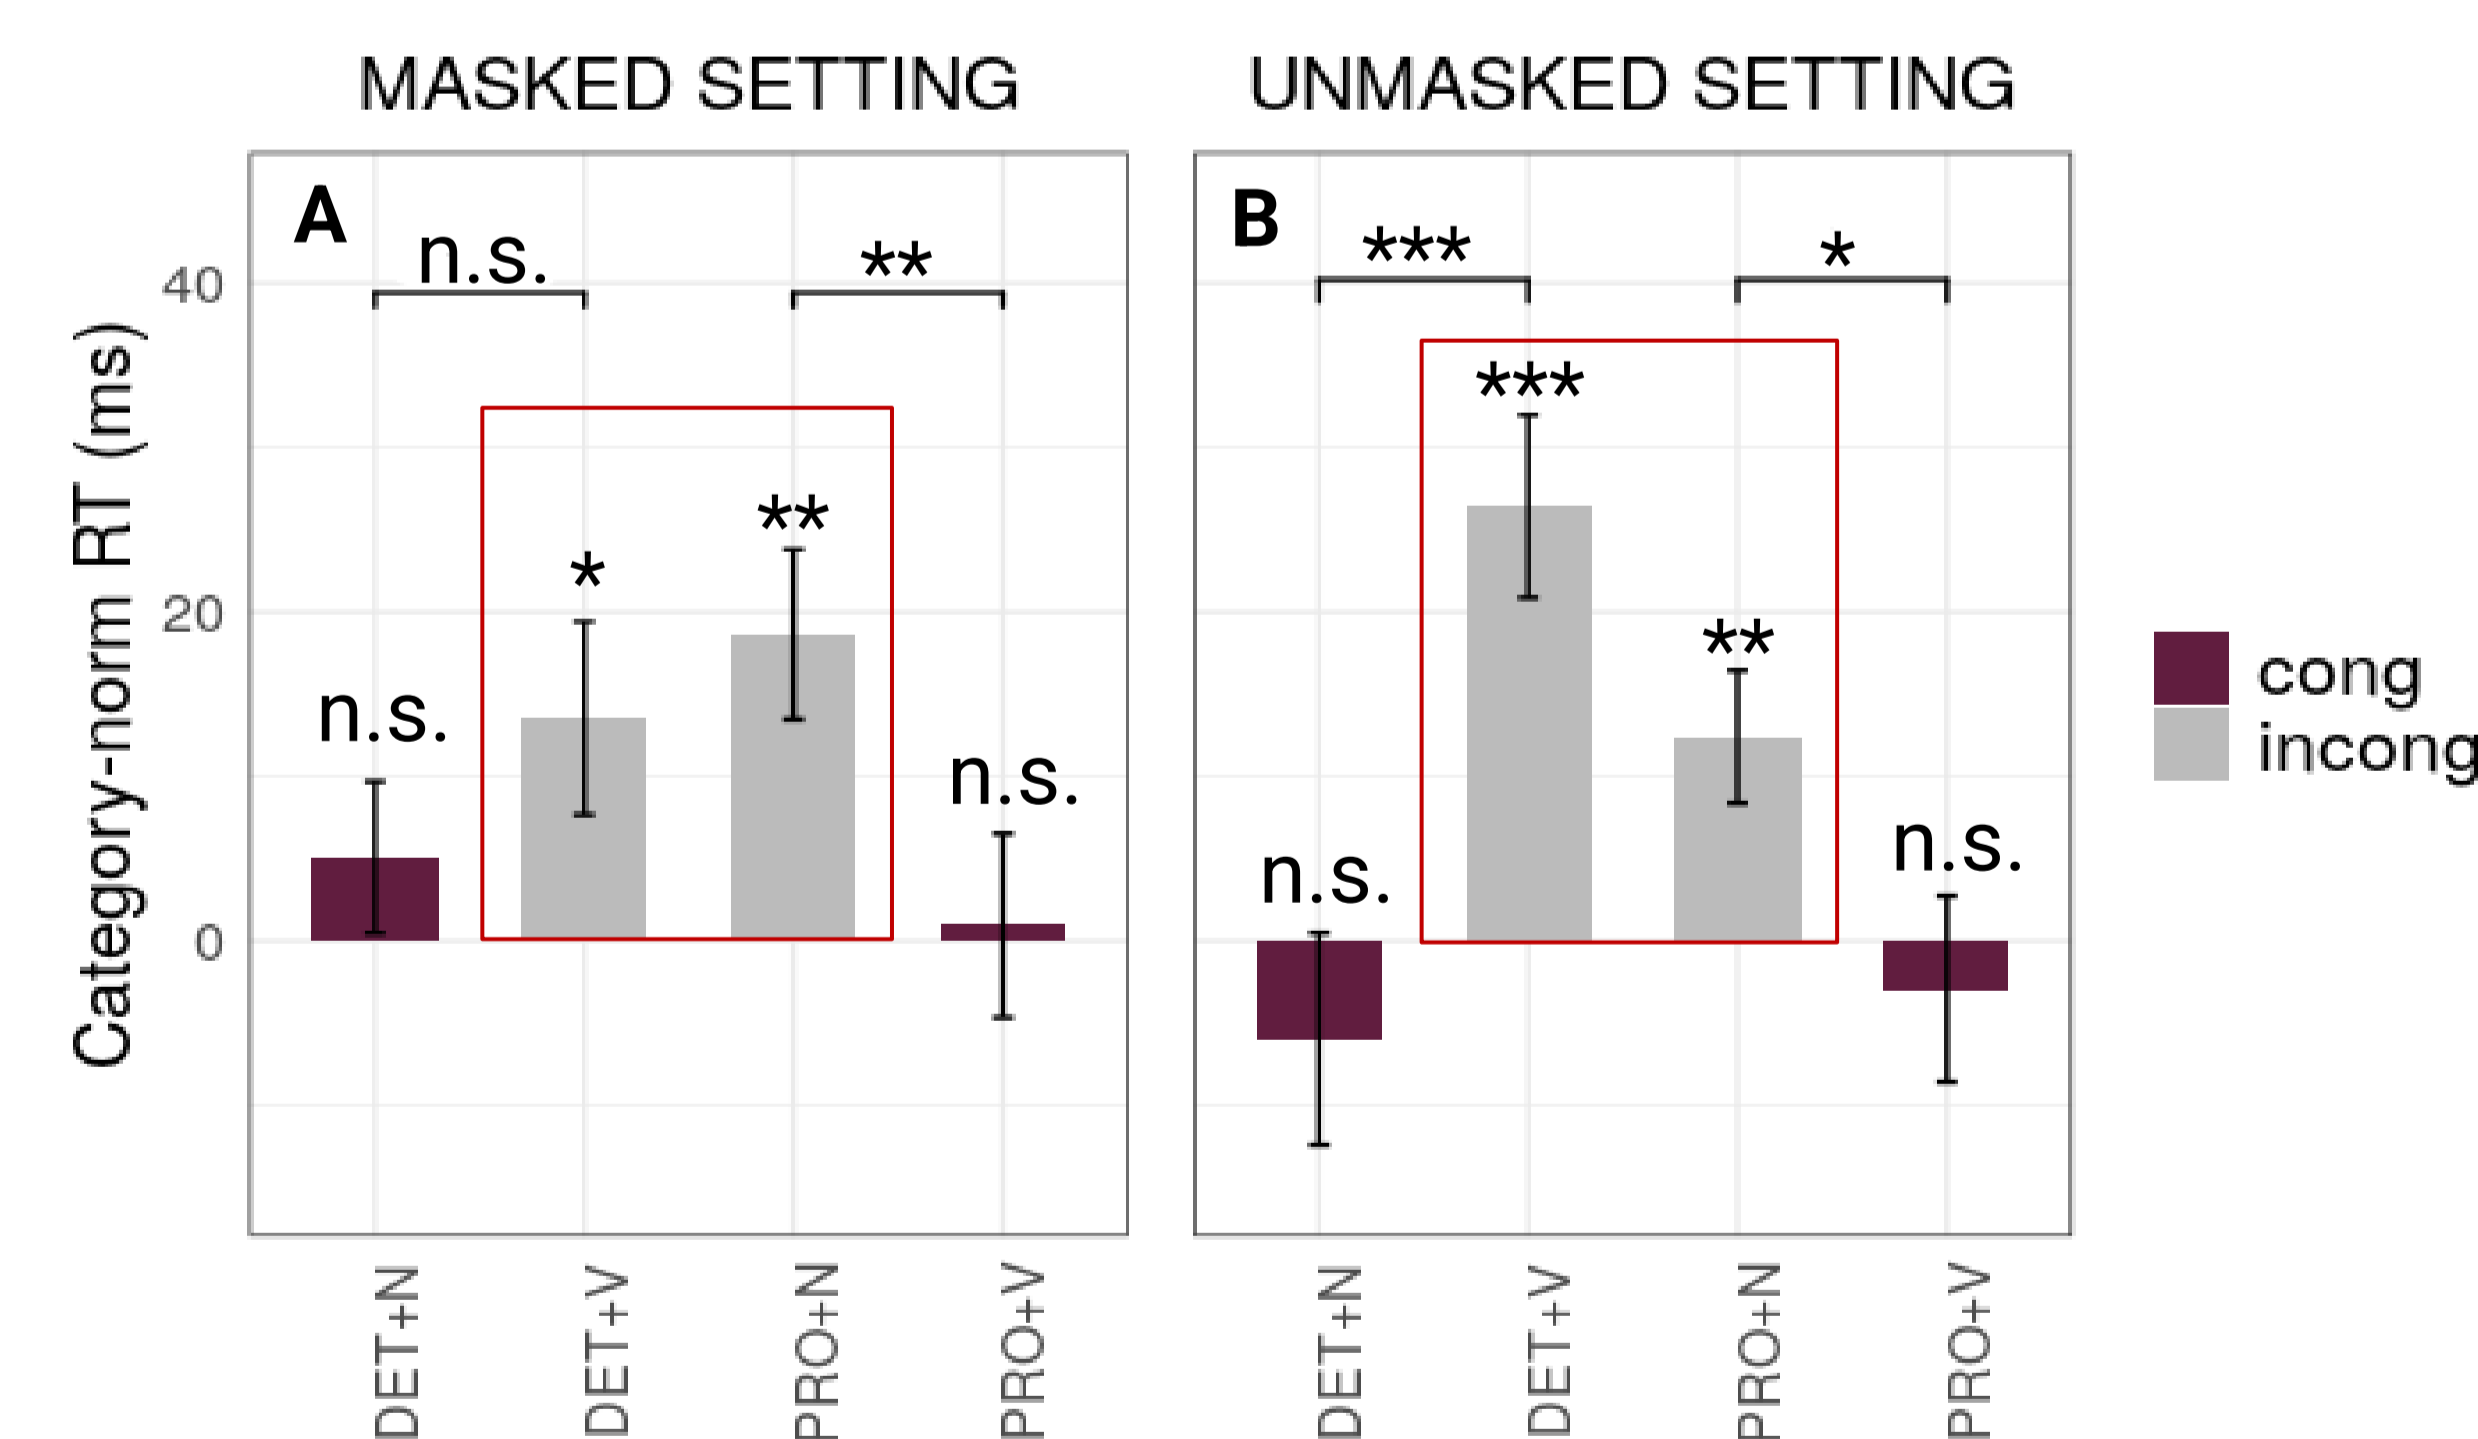 MASKED SETTING
UNMASKED SETTING
A
n.s.
**
B
***
*
40
20
0
Category-norm RT (ms)
n.s.
*
**
n.s.
n.s.
***
**
n.s.
cong
incong
DET+N
DET+V
PRO+N
PRO+V
DET+N
DET+V
PRO+N
PRO+V